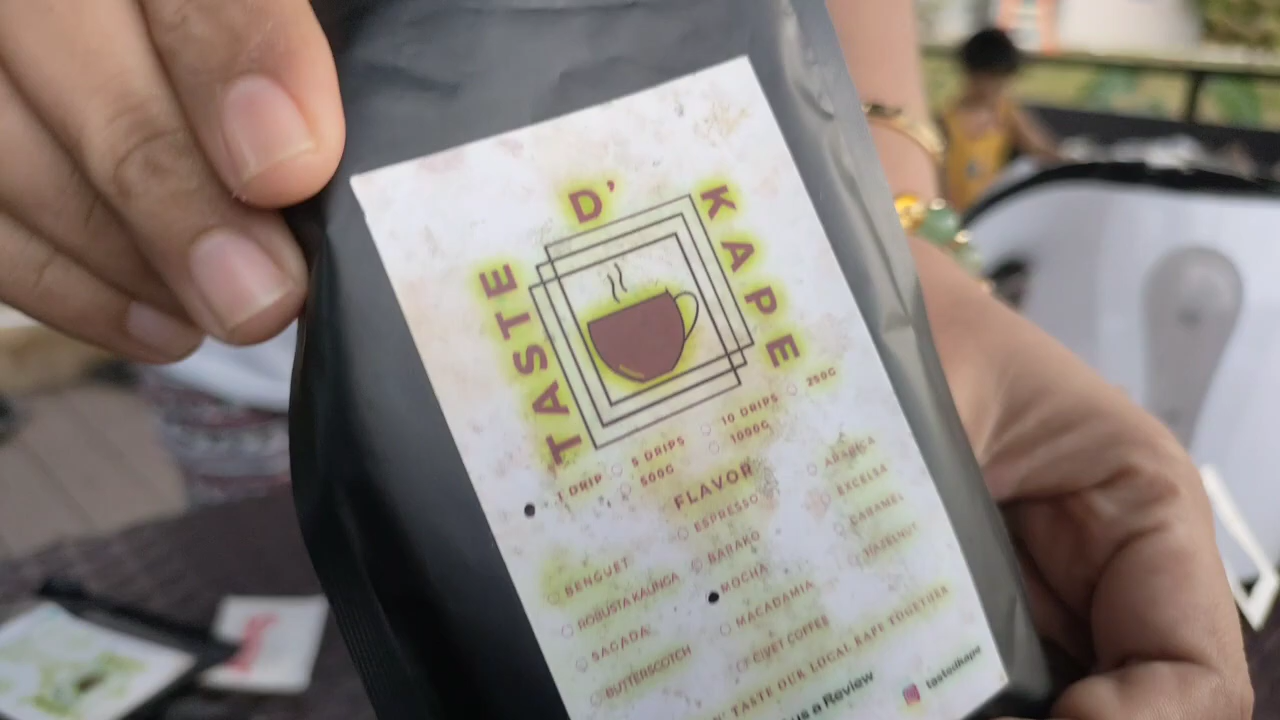 TASTE D' KAPE
1 DRIP
5 DRIPS
10 DRIPS
250G
500G
1000G
FLAVOR
BENGUET
ESPRESSO
ARABICA
ROBUSTA KALINGA
BARAKO
EXCELSA
SAGADA
MOCHA
CARAMEL
BUTTERSCOTCH
MACADAMIA
HAZELNUT
CIVET COFFEE
TASTE OUR LOCAL KAPE TOGETHER
us a Review
tastedkape